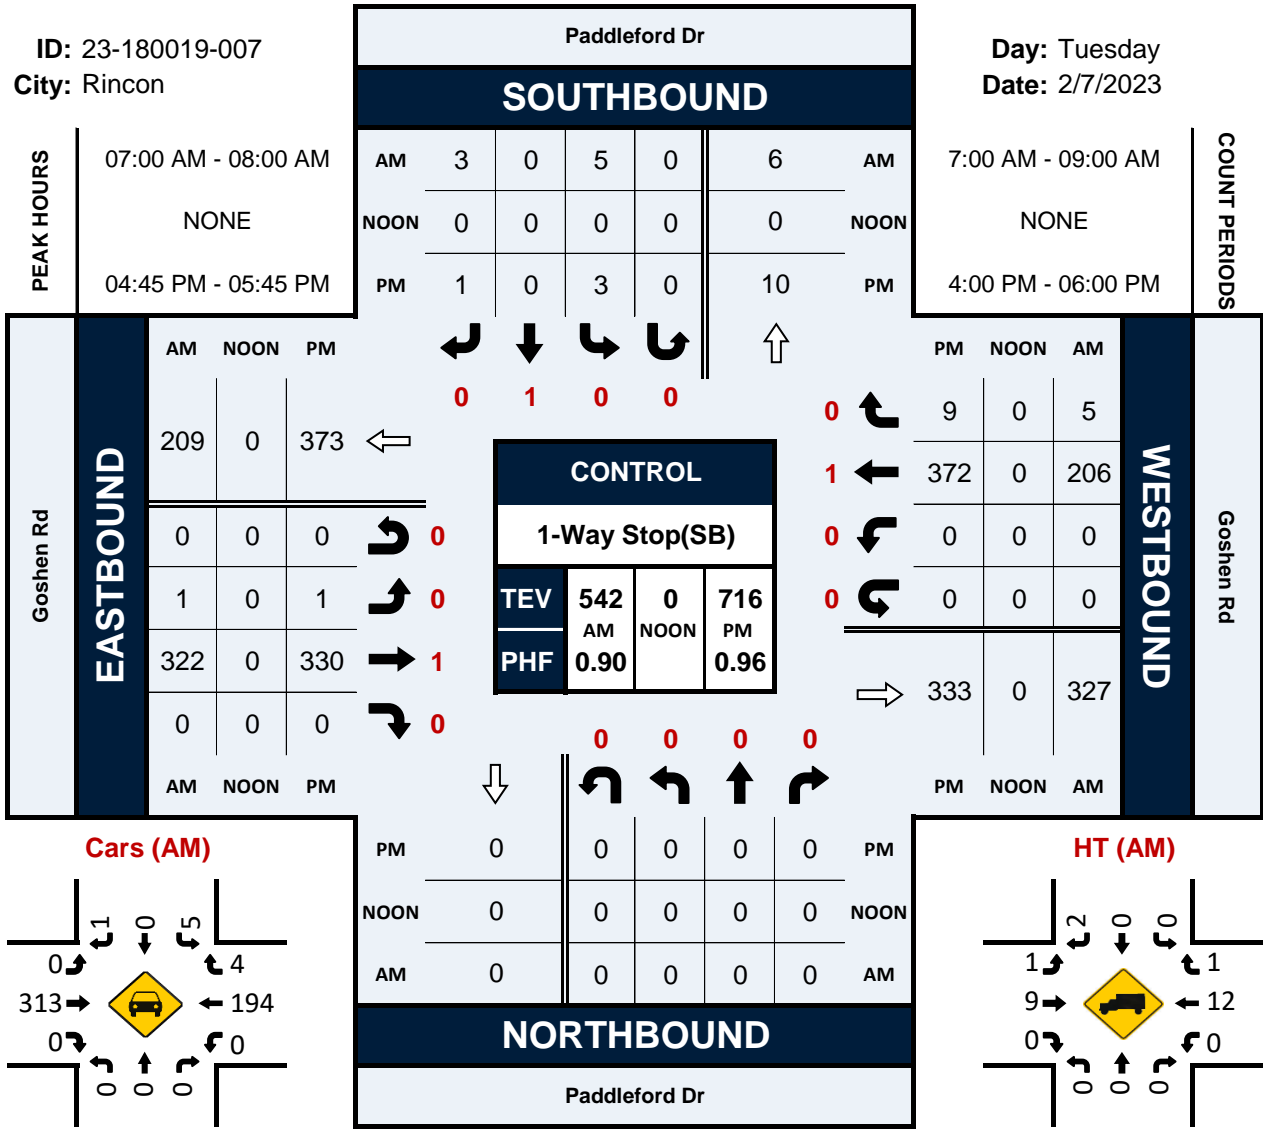 ID: 23-180019-007
City: Rincon
Paddleford Dr
Day: Tuesday
Date: 2/7/2023
SOUTHBOUND
PEAK HOURS
07:00 AM - 08:00 AM
NONE
04:45 PM - 05:45 PM
AM 3 0 5 0 6 AM
NOON 0 0 0 0 0 NOON
PM 1 0 3 0 10 PM
7:00 AM - 09:00 AM
NONE
4:00 PM - 06:00 PM
COUNT PERIODS
0 1 0 0
Goshen Rd
EASTBOUND
AM NOON PM
209 0 373
0 0 0 0
1 0 1 0
322 0 330 1
0 0 0 0
AM NOON PM
CONTROL
1-Way Stop(SB)
TEV 542 0 716
AM NOON PM
PHF 0.90 0.96
PM NOON AM
0 9 0 5
1 372 0 206
0 0 0 0
0 0 0 0
333 0 327
PM NOON AM
WESTBOUND
Goshen Rd
0 0 0 0
PM 0 0 0 0 0 PM
NOON 0 0 0 0 0 NOON
AM 0 0 0 0 0 AM
NORTHBOUND
Paddleford Dr
Cars (AM)
1 0 5
0 4
313 194
0 0
0 0 0
HT (AM)
2 0 0
1 1
9 12
0 0
0 0 0